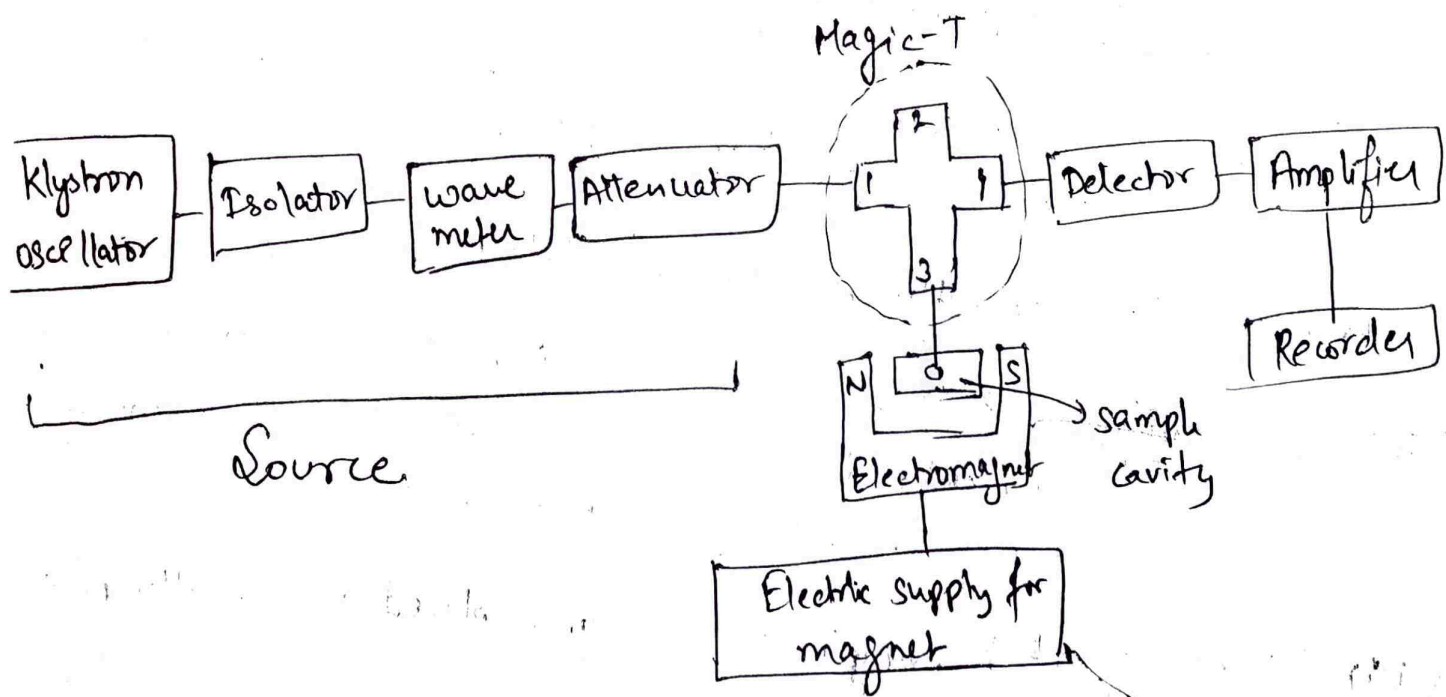 Magic-T
Klystron
oscillator
Isolator
wave
meter
Attenuator
1
2
3
Detector
Amplifier
Recorder
N
S
Electromagnet
sample
cavity
Source
Electric supply for
magnet